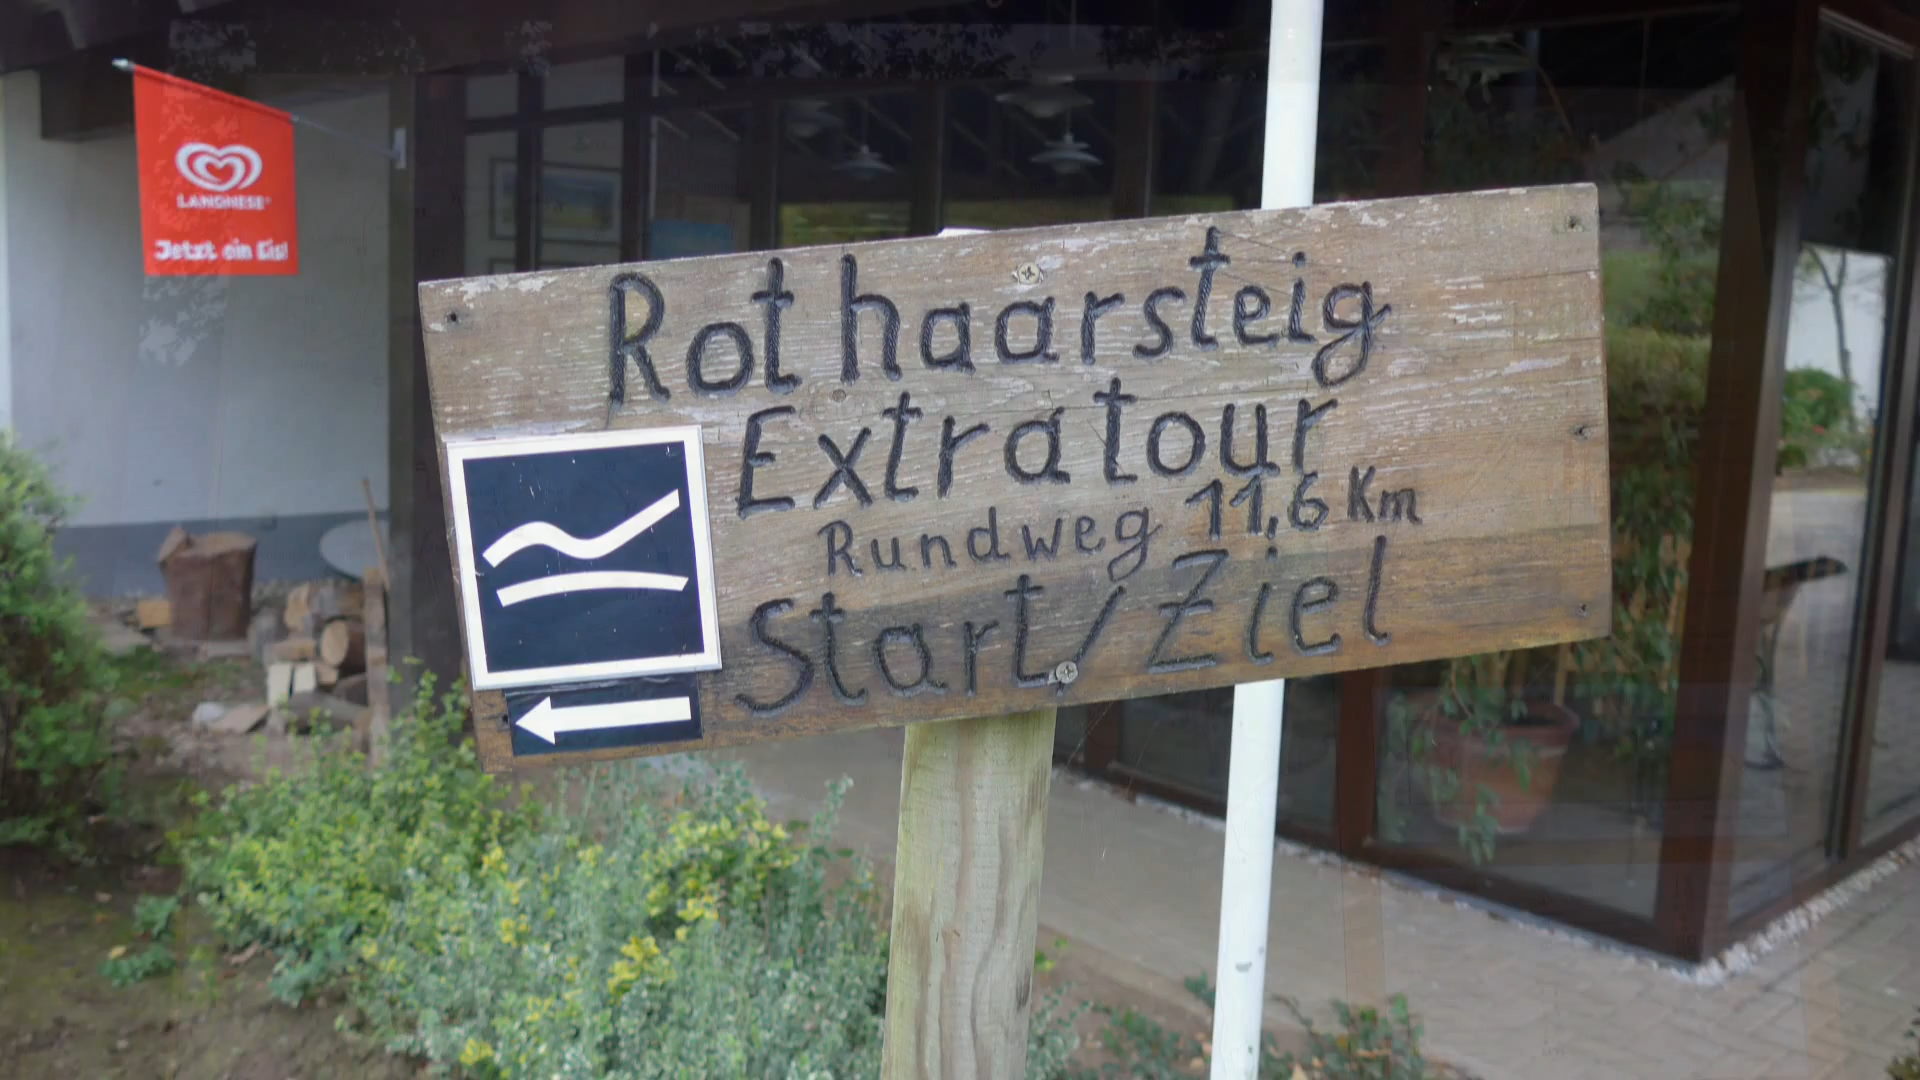 LANGNESE
Jetzt ein Eis!
Rothaarsteig
Extratour
Rundweg 11,6 Km
Start/Ziel